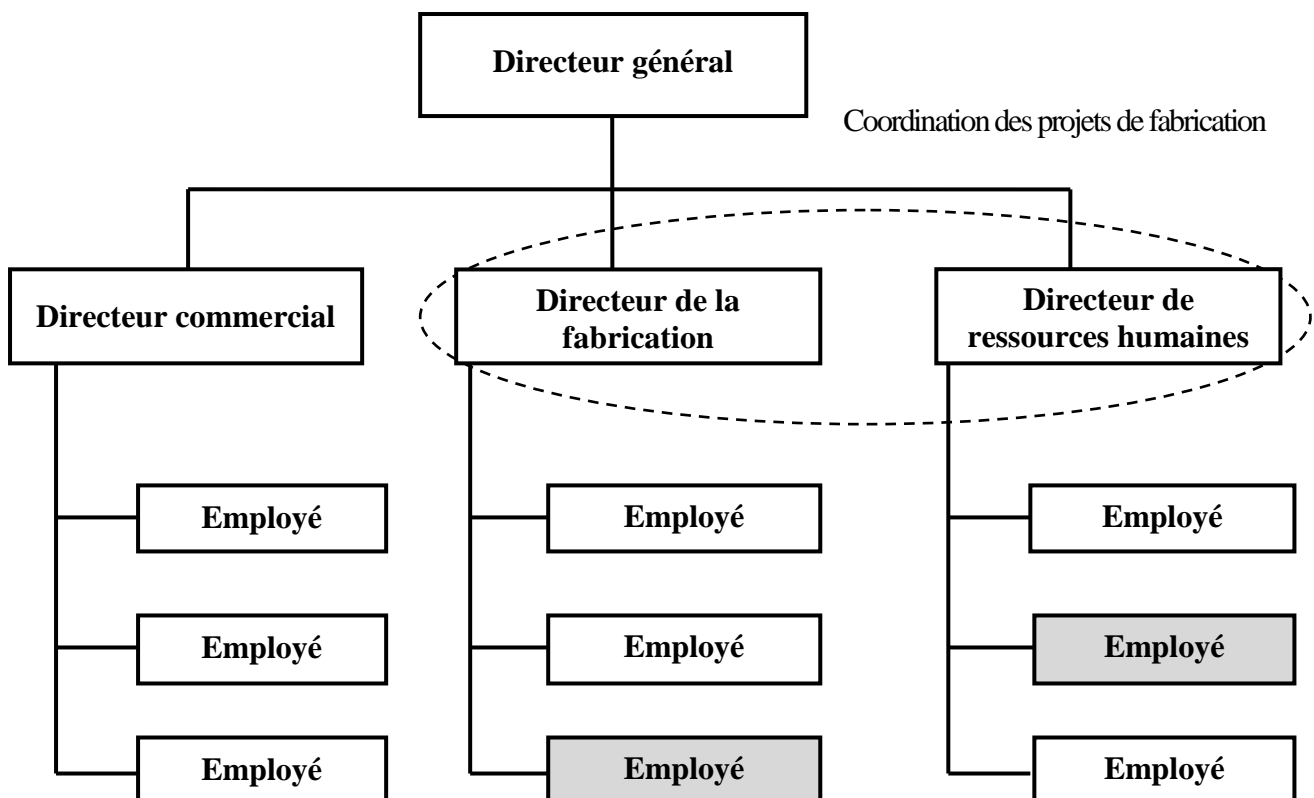 Directeur général
Coordination des projets de fabrication
Directeur commercial
Directeur de la
fabrication
Directeur de
ressources humaines
Employé
Employé
Employé
Employé
Employé
Employé
Employé
Employé
Employé